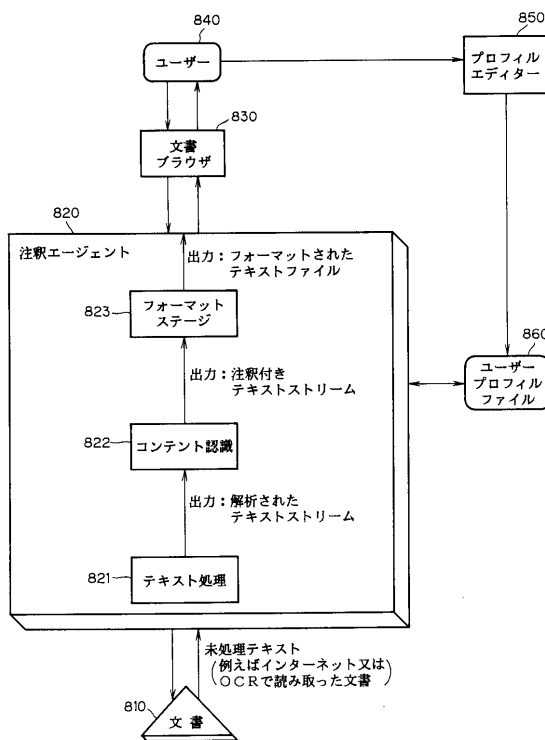 840
ユーザー
850
プロフィル
エディター
830
文書
ブラウザ
820
注釈エージェント
出力：フォーマットされた
テキストファイル
823
フォーマット
ステージ
860
ユーザー
プロフィル
ファイル
出力：注釈付き
テキストストリーム
822
コンテント認識
出力：解析された
テキストストリーム
821
テキスト処理
未処理テキスト
(例えばインターネット又は
OCRで読み取った文書)
810
文書